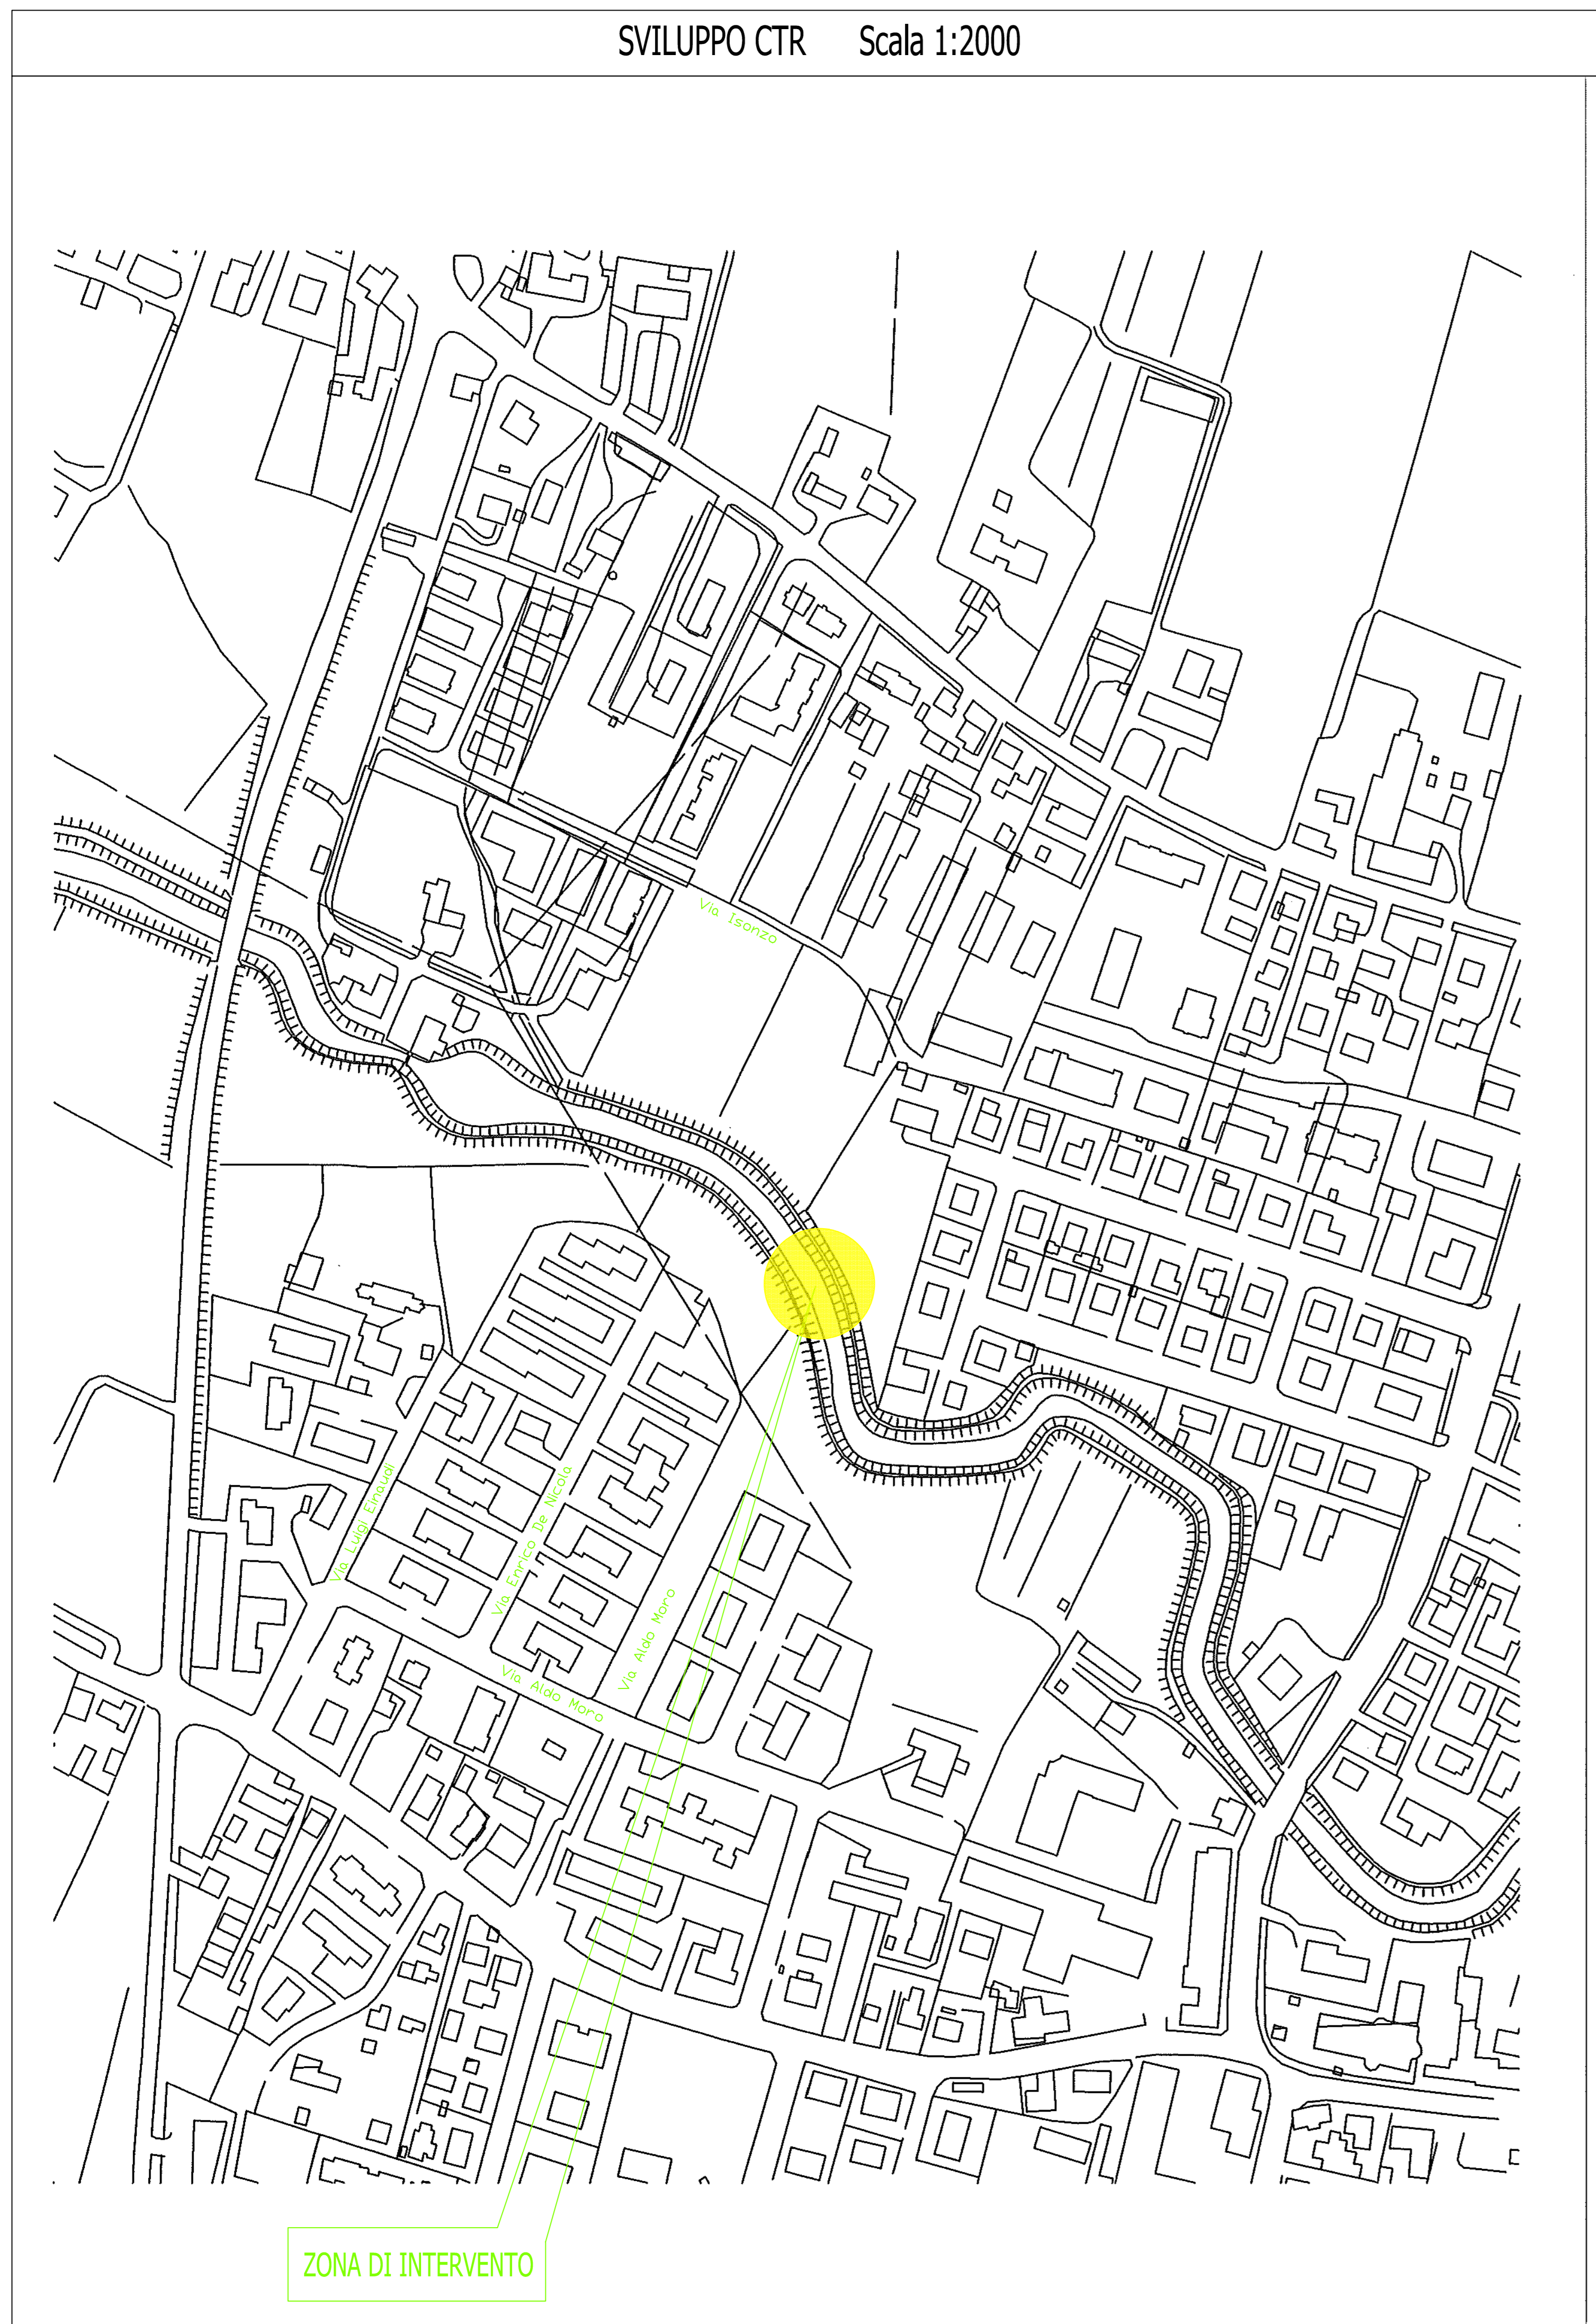 SVILUPPO CTR Scala 1:2000
Via Isonzo
Via Luigi Einaudi
Via Enrico De Nicola
Via Aldo Moro
Via Aldo Moro
ZONA DI INTERVENTO